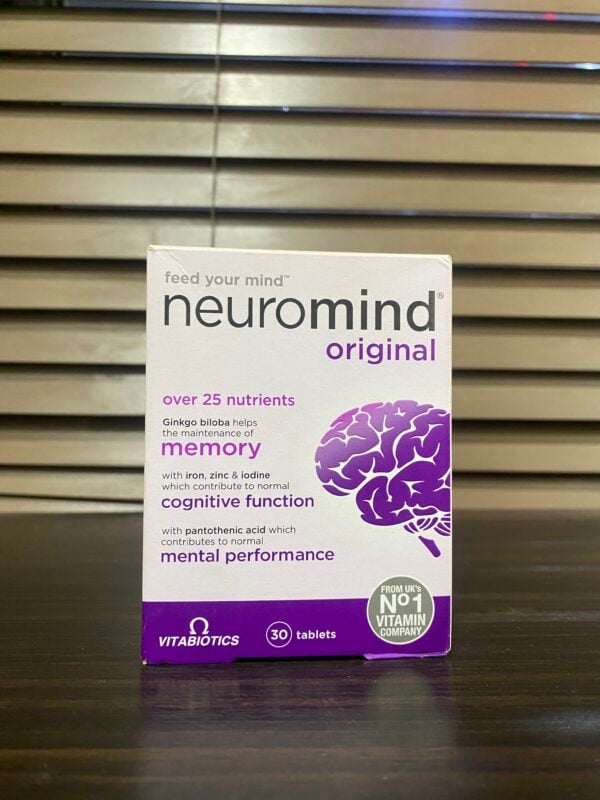 feed your mind™
neuromind®
original
over 25 nutrients
Ginkgo biloba helps
the maintenance of
memory
with iron, zinc & iodine
which contribute to normal
cognitive function
with pantothenic acid which
contributes to normal
mental performance
FROM UK's
Nº1
VITAMIN
COMPANY
VITABIOTICS
30 tablets